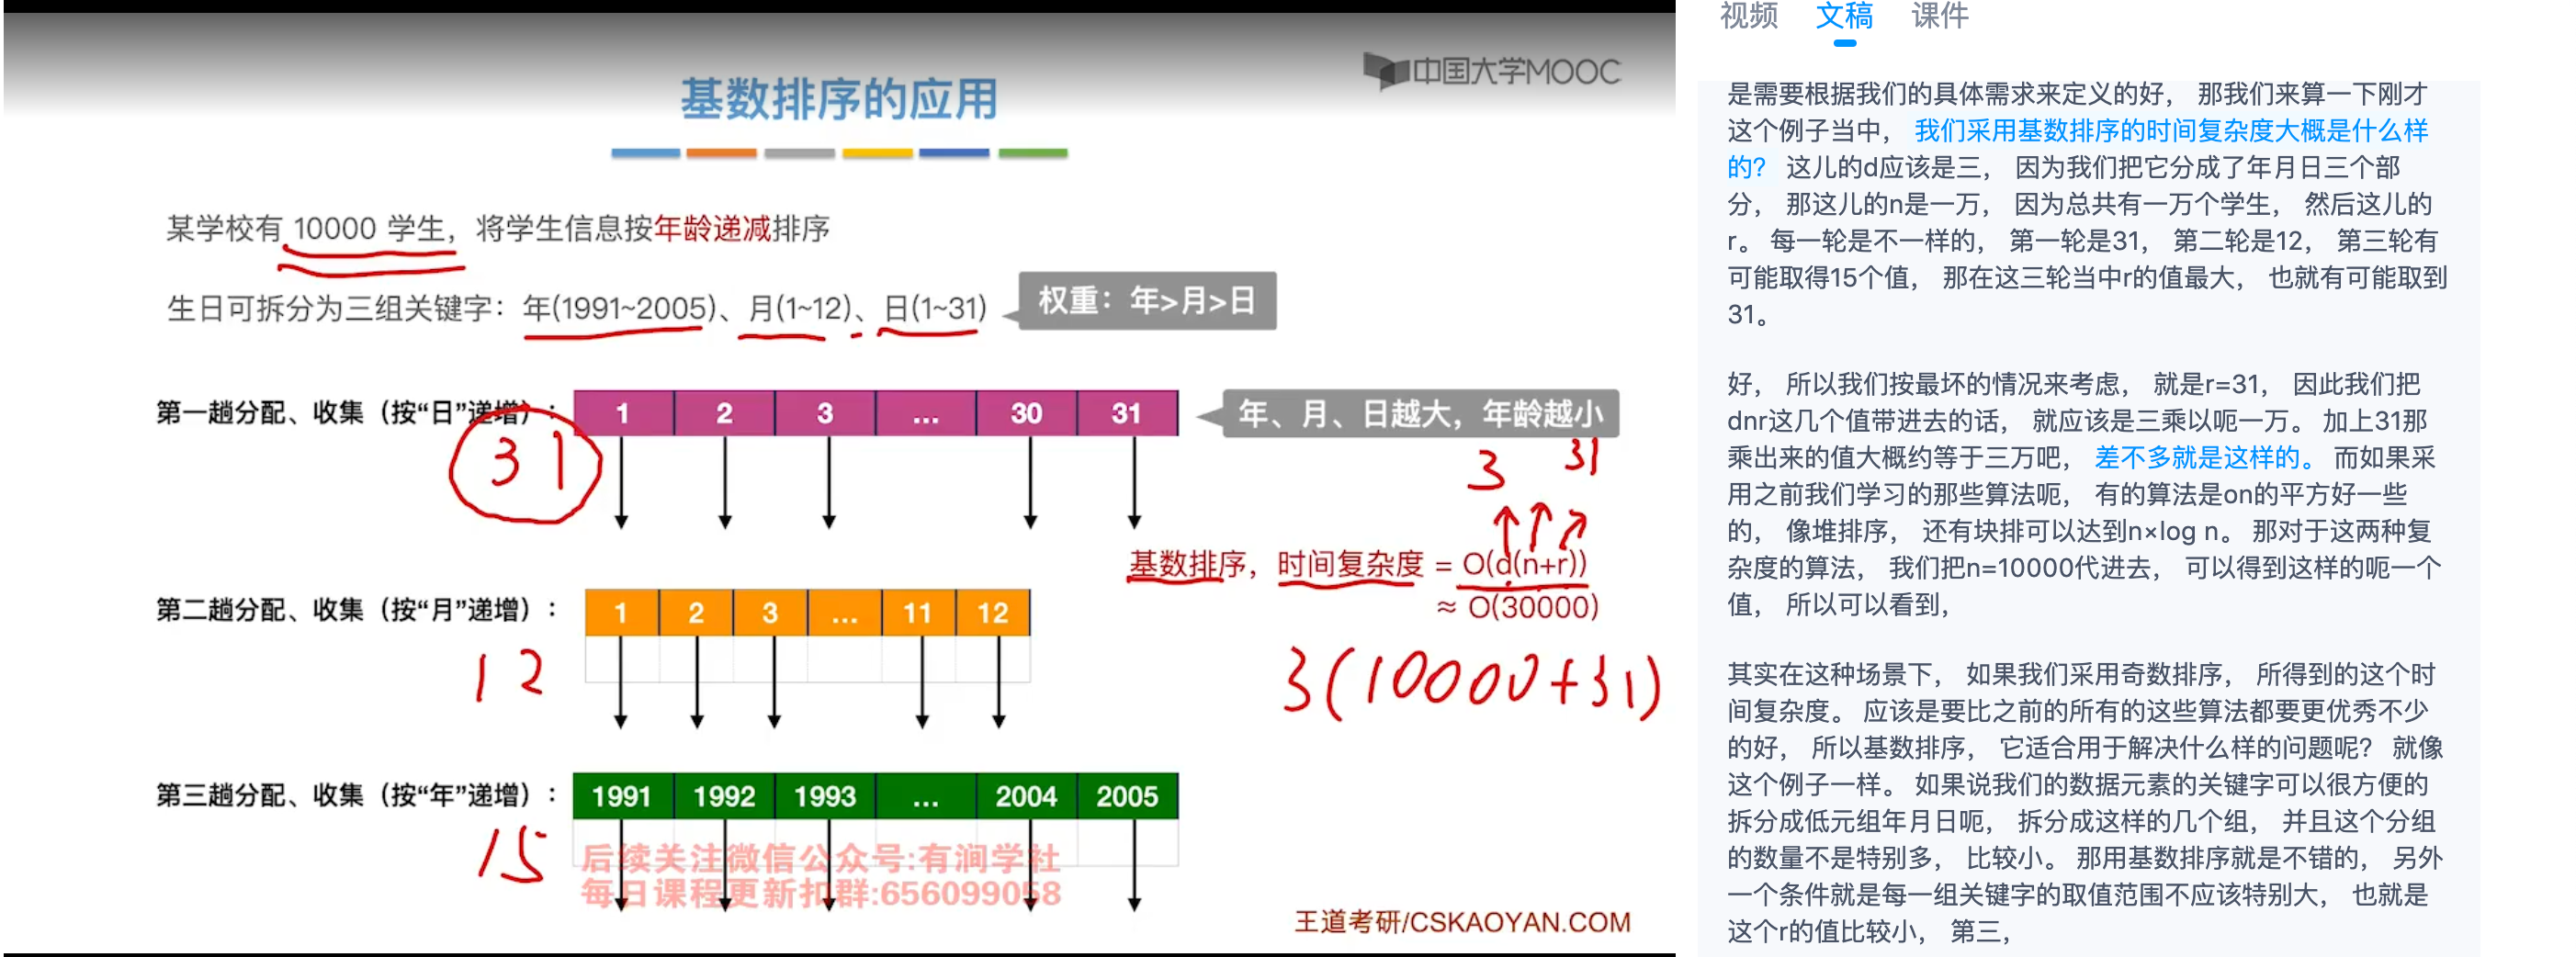 中国大学MOOC
基数排序的应用
某学校有 10000 学生，将学生信息按年龄递减排序
生日可拆分为三组关键字：年(1991~2005)、月(1~12)、日(1~31)
权重：年>月>日
第一趟分配、收集（按“日”递增）：
1 2 3 ... 30 31
年、月、日越大，年龄越小
31
3 31
基数排序，时间复杂度 = O(d(n+r))
≈ O(30000)
第二趟分配、收集（按“月”递增）：
1 2 3 ... 11 12
12
3(10000+31)
第三趟分配、收集（按“年”递增）：
1991 1992 1993 ... 2004 2005
15
后续关注微信公众号:有涧学社
每日课程更新扣群:656099058
王道考研/CSKAOYAN.COM
视频 文稿 课件
是需要根据我们的具体需求来定义的好， 那我们来算一下刚才
这个例子当中， 我们采用基数排序的时间复杂度大概是什么样
的？ 这儿的d应该是三， 因为我们把它分成了年月日三个部
分， 那这儿的n是一万， 因为总共有一万个学生， 然后这儿的
r。 每一轮是不一样的， 第一轮是31， 第二轮是12， 第三轮有
可能取得15个值， 那在这三轮当中r的值最大， 也就有可能取到
31。
好， 所以我们按最坏的情况来考虑， 就是r=31， 因此我们把
dnr这几个值带进去的话， 就应该是三乘以呃一万。 加上31那
乘出来的值大概约等于三万吧， 差不多就是这样的。 而如果采
用之前我们学习的那些算法呃， 有的算法是on的平方好一些
的， 像堆排序， 还有块排可以达到n×log n。 那对于这两种复
杂度的算法， 我们把n=10000代进去， 可以得到这样的呃一个
值， 所以可以看到，
其实在这种场景下， 如果我们采用奇数排序， 所得到的这个时
间复杂度。 应该是要比之前的所有的这些算法都要更优秀不少
的好， 所以基数排序， 它适合用于解决什么样的问题呢？ 就像
这个例子一样。 如果说我们的数据元素的关键字可以很方便的
拆分成低元组年月日呃， 拆分成这样的几个组， 并且这个分组
的数量不是特别多， 比较小。 那用基数排序就是不错的， 另外
一个条件就是每一组关键字的取值范围不应该特别大， 也就是
这个r的值比较小， 第三，